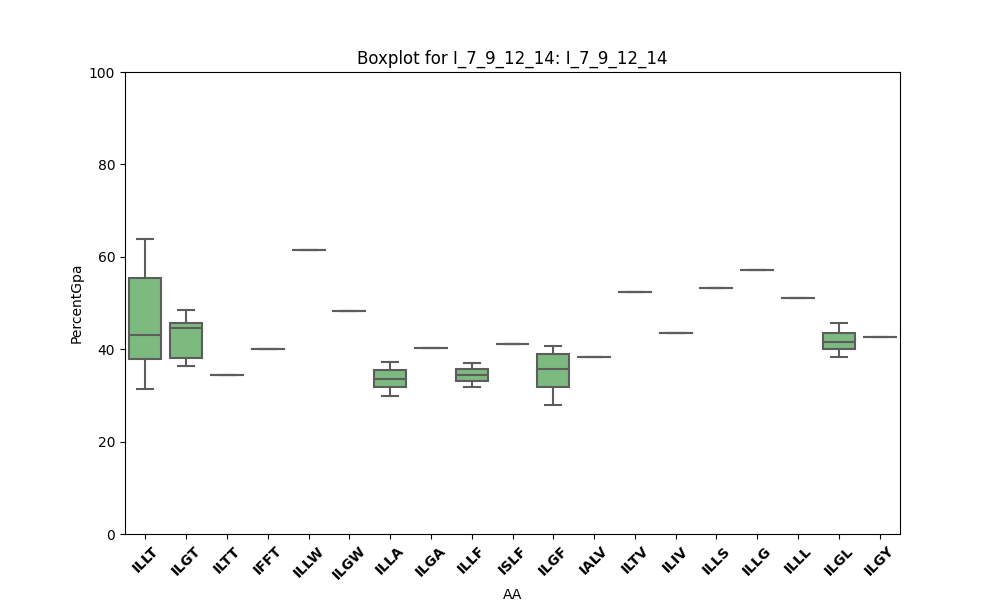 Boxplot for I_7_9_12_14: I_7_9_12_14
100
80
60
40
20
0
PercentGpa
ILLT ILGT ILTT IFFT ILLW ILGW ILLA ILGA ILLF ISLF ILGF IALV ILTV ILIV ILLS ILLG ILLL ILGL ILGY
AA